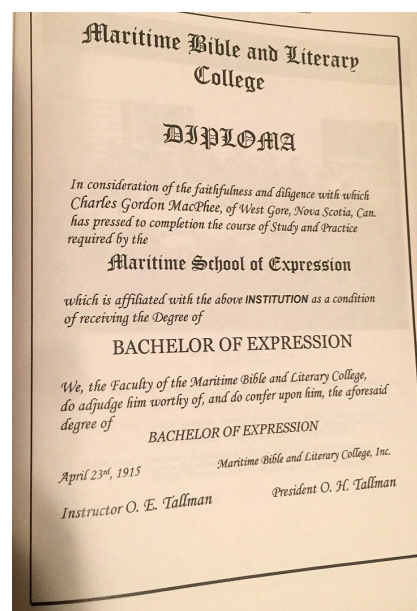 Maritime Bible and Literary
College
DIPLOMA
In consideration of the faithfulness and diligence with which
Charles Gordon MacPhee, of West Gore, Nova Scotia, Can.
has pressed to completion the course of Study and Practice
required by the
Maritime School of Expression
which is affiliated with the above INSTITUTION as a condition
of receiving the Degree of
BACHELOR OF EXPRESSION
We, the Faculty of the Maritime Bible and Literary College,
do adjudge him worthy of, and do confer upon him, the aforesaid
degree of
BACHELOR OF EXPRESSION
April 23rd, 1915 Maritime Bible and Literary College, Inc.
Instructor O. E. Tallman President O. H. Tallman